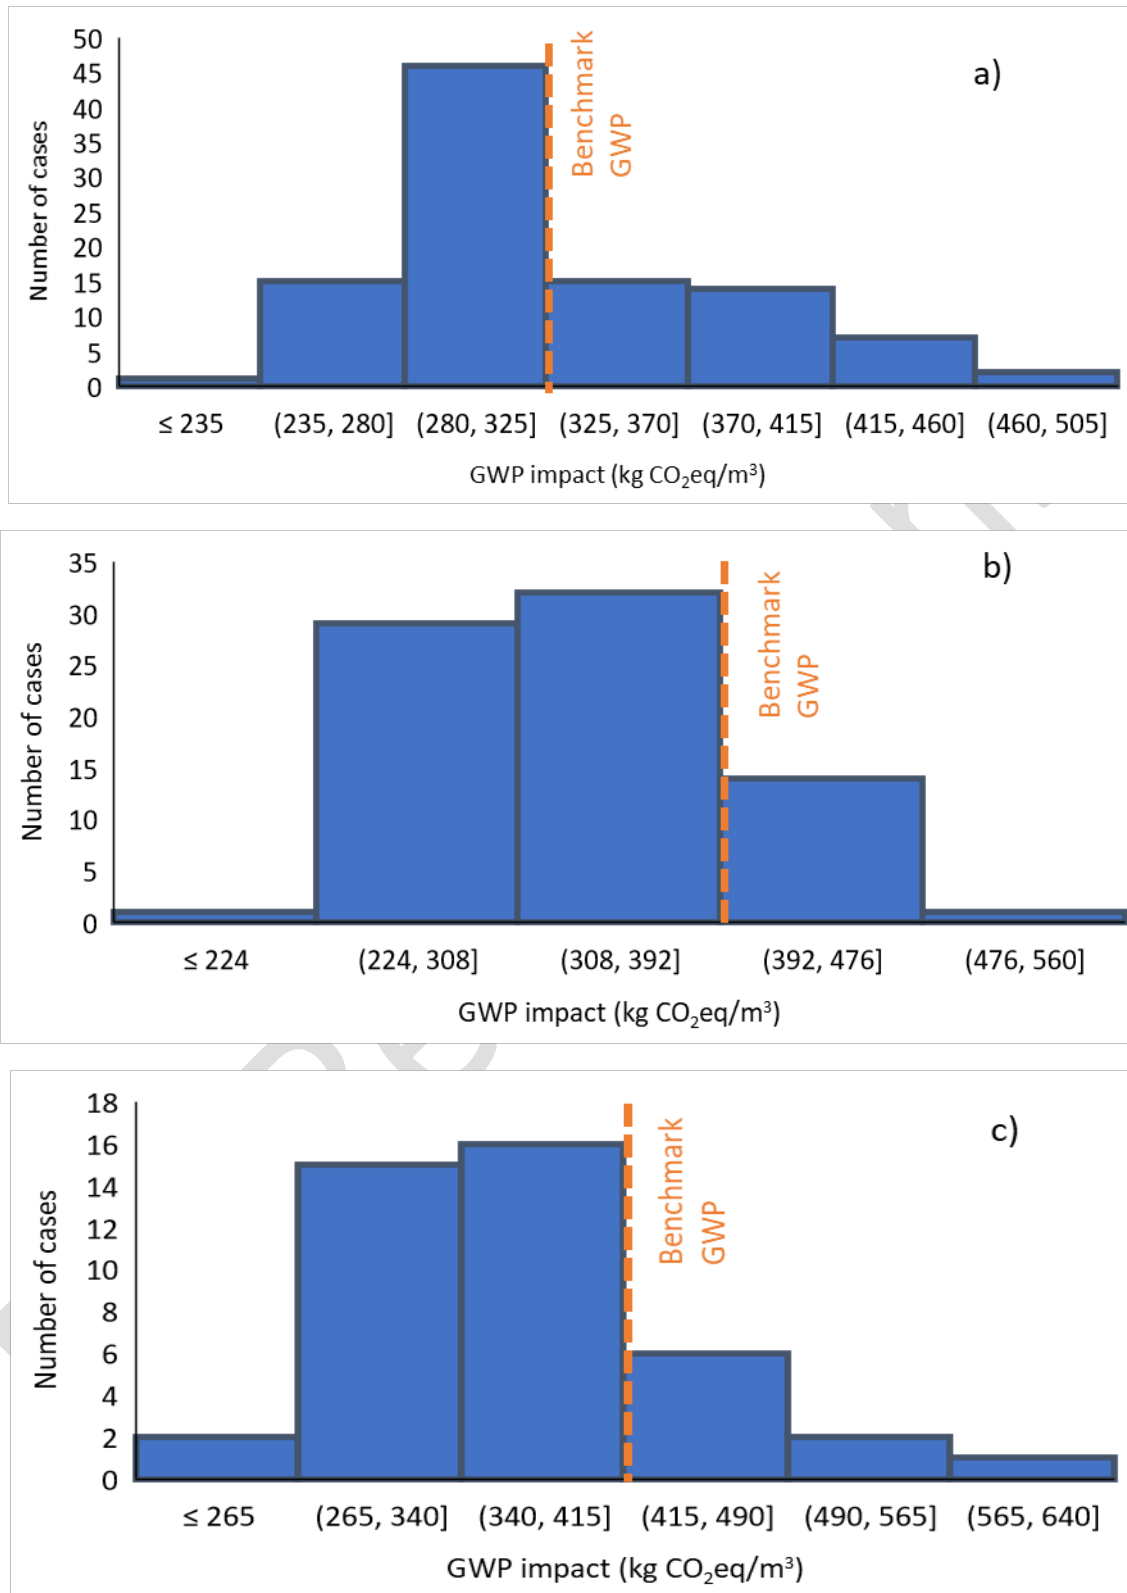 a)
50
45
40
35
30
25
20
15
10
5
0
Number of cases
Benchmark
GWP
≤ 235 (235, 280] (280, 325] (325, 370] (370, 415] (415, 460] (460, 505]
GWP impact (kg CO₂eq/m³)
b)
35
30
25
20
15
10
5
0
Number of cases
Benchmark
GWP
≤ 224 (224, 308] (308, 392] (392, 476] (476, 560]
GWP impact (kg CO₂eq/m³)
c)
18
16
14
12
10
8
6
4
2
0
Number of cases
Benchmark
GWP
≤ 265 (265, 340] (340, 415] (415, 490] (490, 565] (565, 640]
GWP impact (kg CO₂eq/m³)